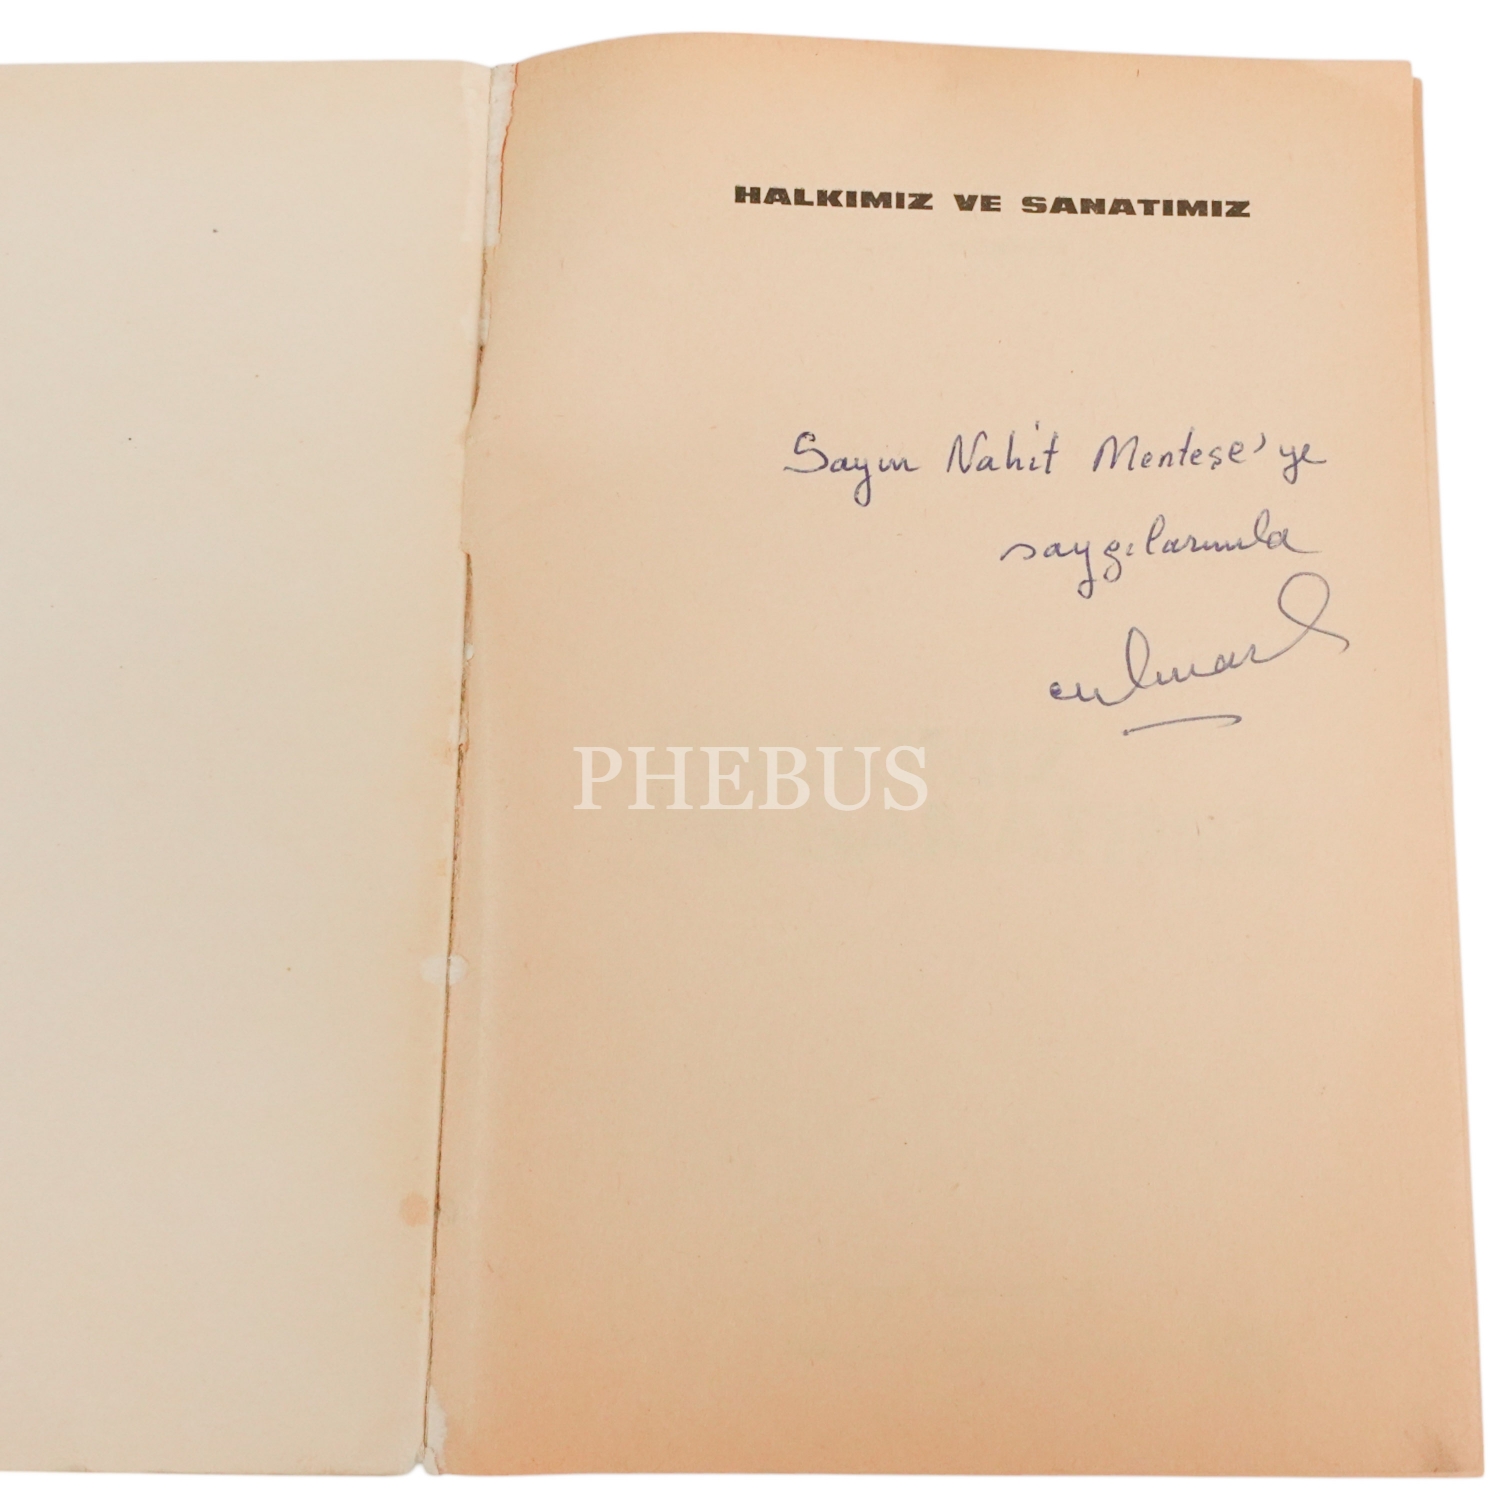 HALKIMIZ VE SANATIMIZ
Sayın Nahit Menteşe'ye
saygılarımla
PHEBUS